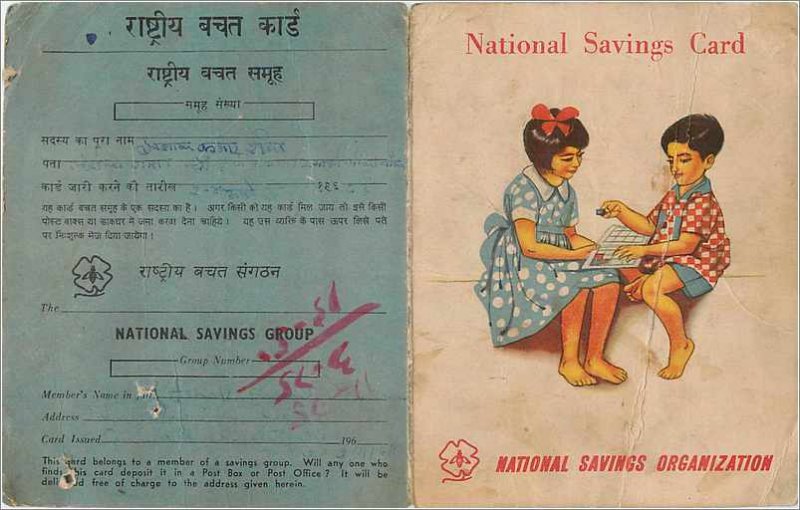 राष्ट्रीय बचत कार्ड
राष्ट्रीय बचत समूह
समूह संख्या
सदस्य का पूरा नाम
पता
कार्ड जारी करने की तारीख १९६
यह कार्ड बचत समूह के एक सदस्य का है। अगर किसी को यह कार्ड मिल जाय तो इसे किसी
पोस्ट बाक्स या डाकघर में जमा करवा देना चाहिये। यह उस व्यक्ति के पास ऊपर लिखे पते
पर निःशुल्क भेज दिया जायेगा।
राष्ट्रीय बचत संगठन
The
NATIONAL SAVINGS GROUP
Group Number
Member's Name in
Address
Card Issued 196
This card belongs to a member of a savings group. Will any one who
finds this card deposit it in a Post Box or Post Office? It will be
free of charge to the address given herein.
National Savings Card
NATIONAL SAVINGS ORGANIZATION